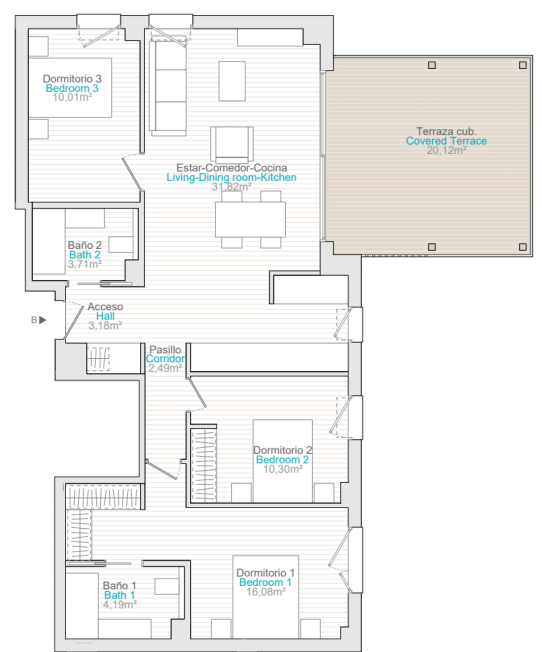 Dormitorio 3
Bedroom 3
10,01m²
Terraza cub.
Covered Terrace
20,12m²
Estar-Comedor-Cocina
Living-Dining room-Kitchen
31,82m²
Baño 2
Bath 2
3,71m²
Acceso
Hall
3,18m²
B
Pasillo
Corridor
2,49m²
Dormitorio 2
Bedroom 2
10,30m²
Dormitorio 1
Bedroom 1
16,08m²
Baño 1
Bath 1
4,19m²